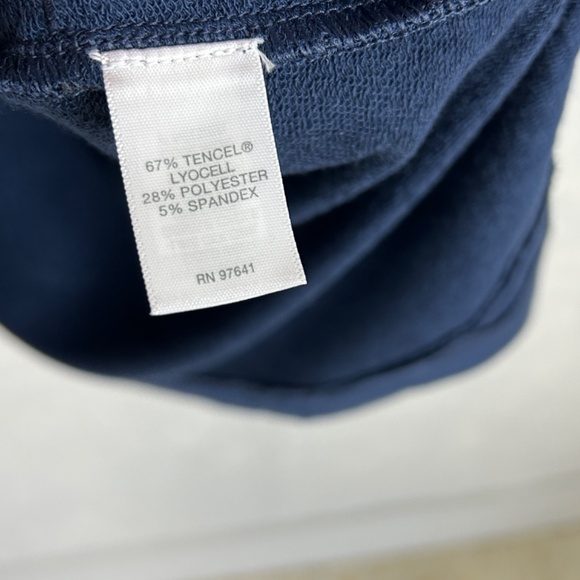 67% TENCEL®
LYOCELL
28% POLYESTER
5% SPANDEX
RN 97641